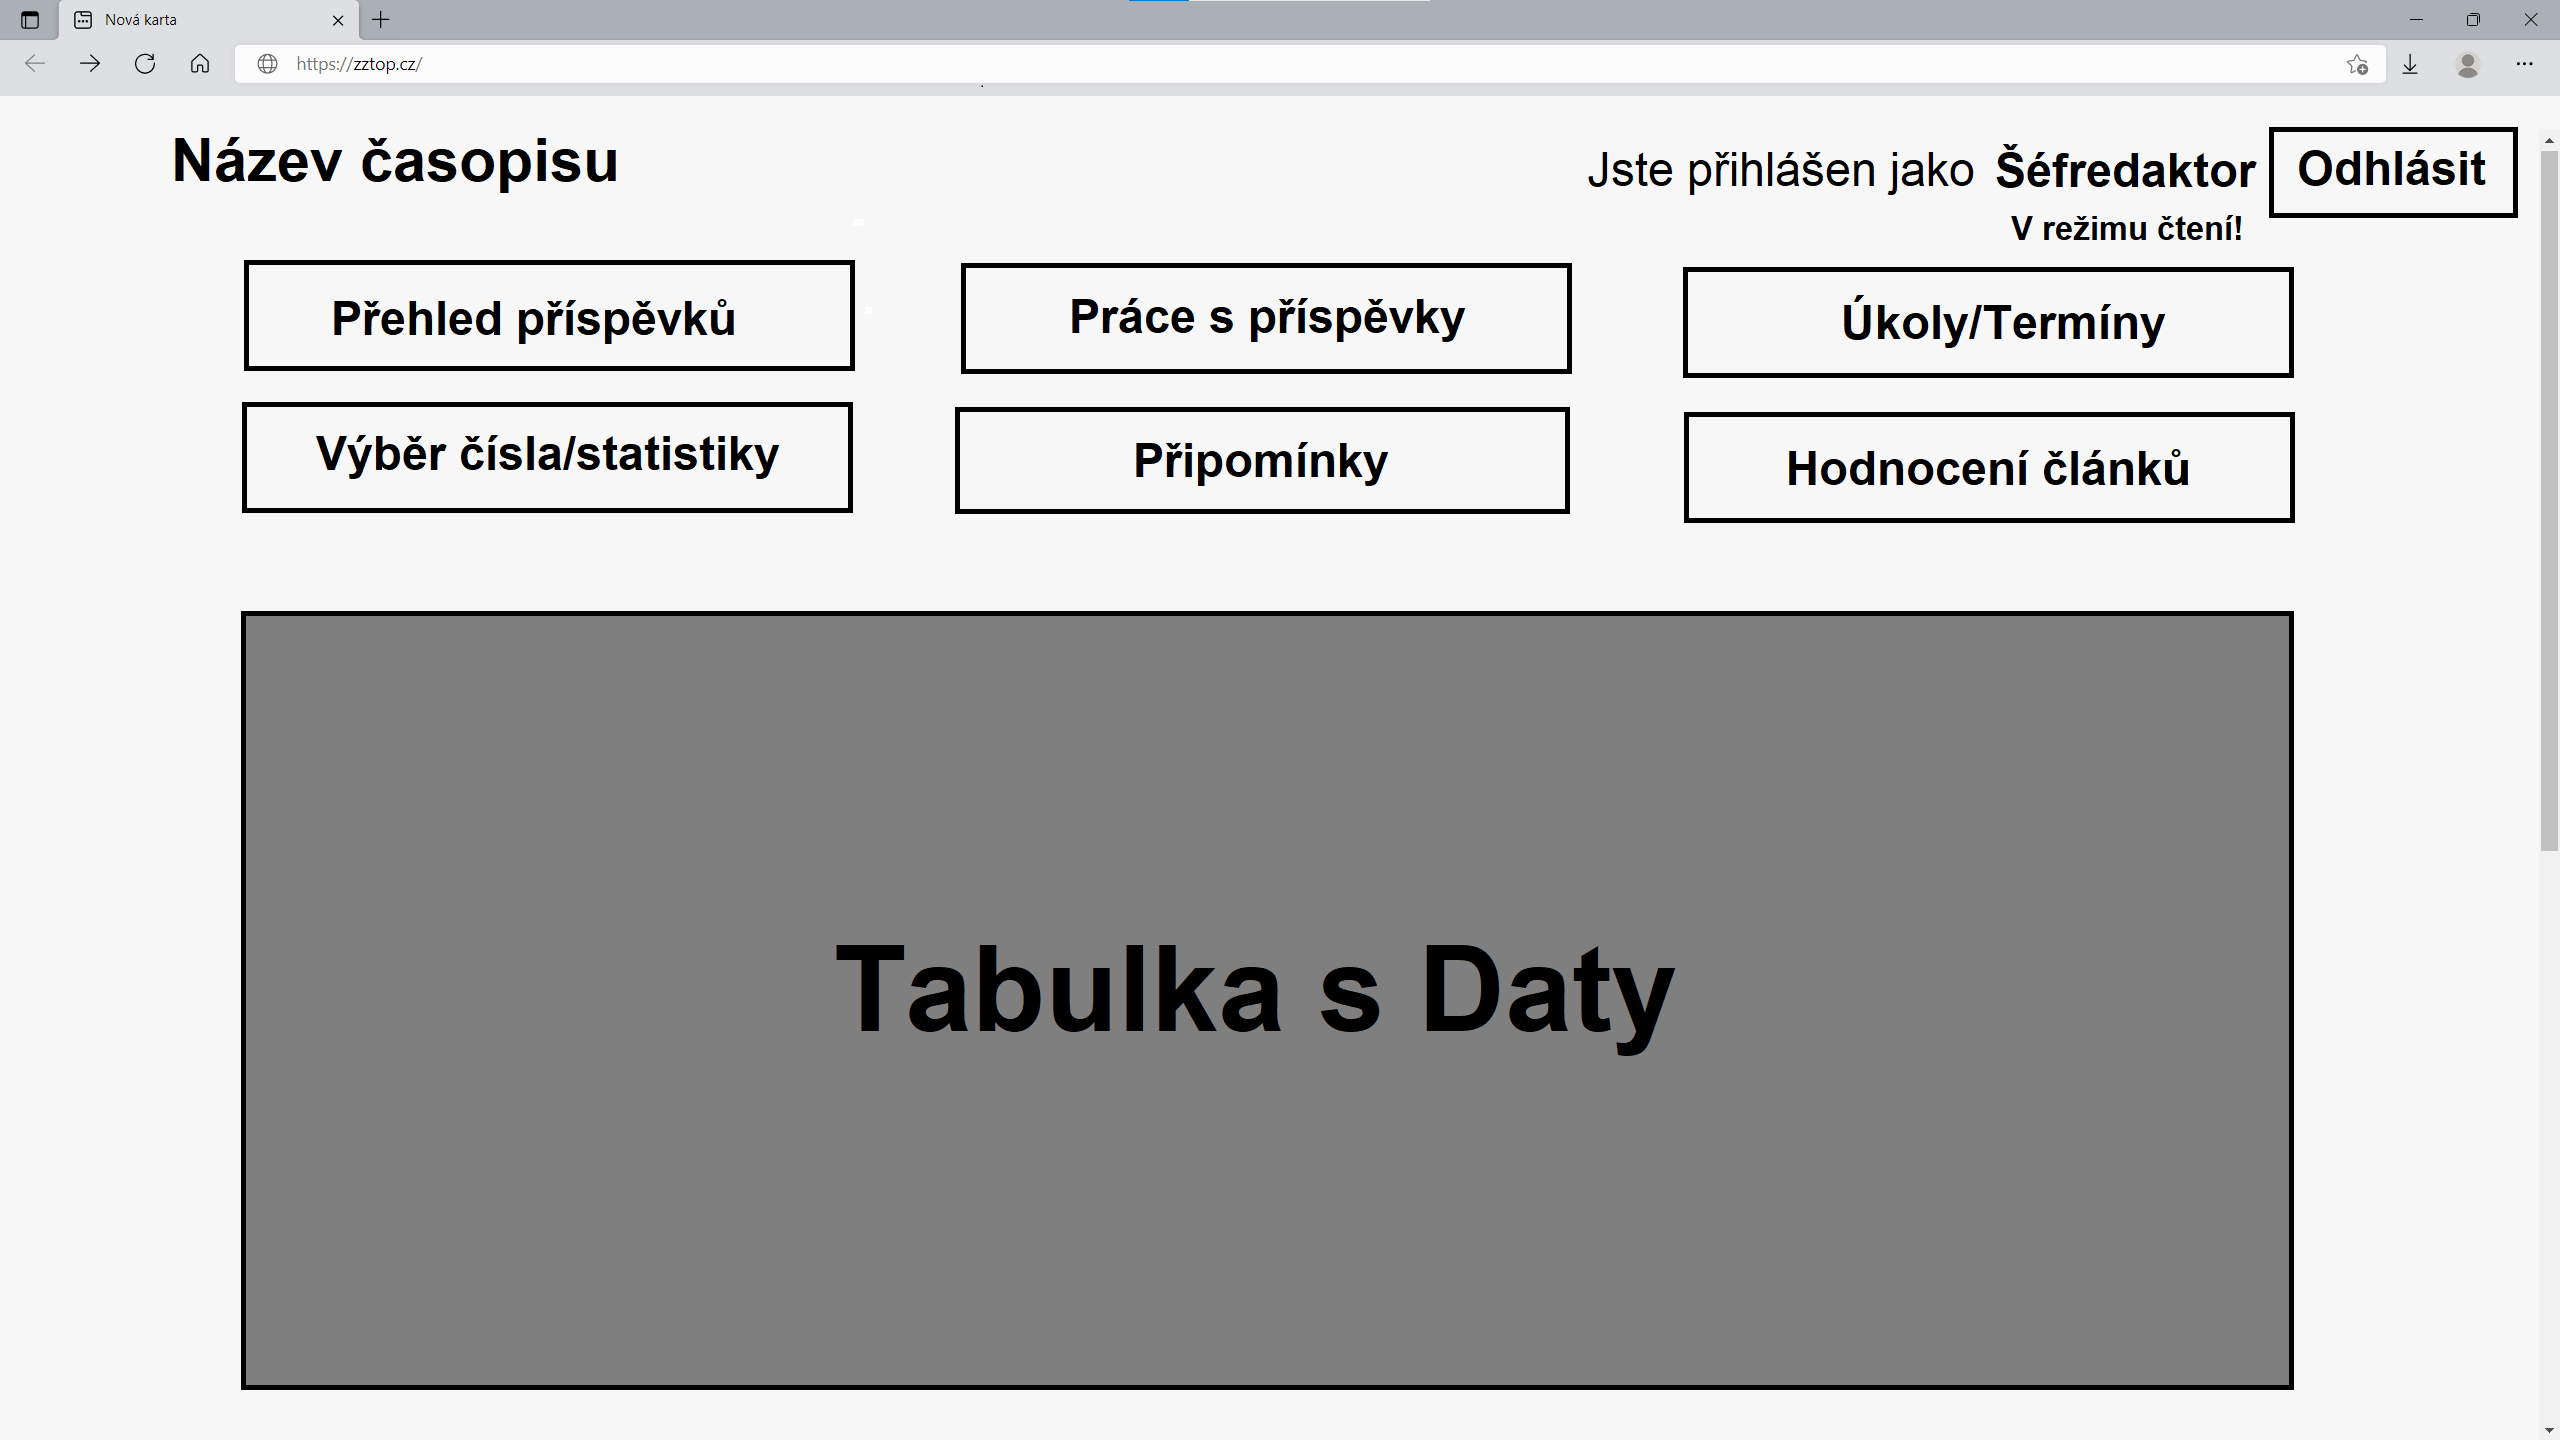 Nová karta
https://zztop.cz/
Název časopisu
Jste přihlášen jako Šéfredaktor
Odhlásit
V režimu čtení!
Přehled příspěvků
Práce s příspěvky
Úkoly/Termíny
Výběr čísla/statistiky
Připomínky
Hodnocení článků
Tabulka s Daty